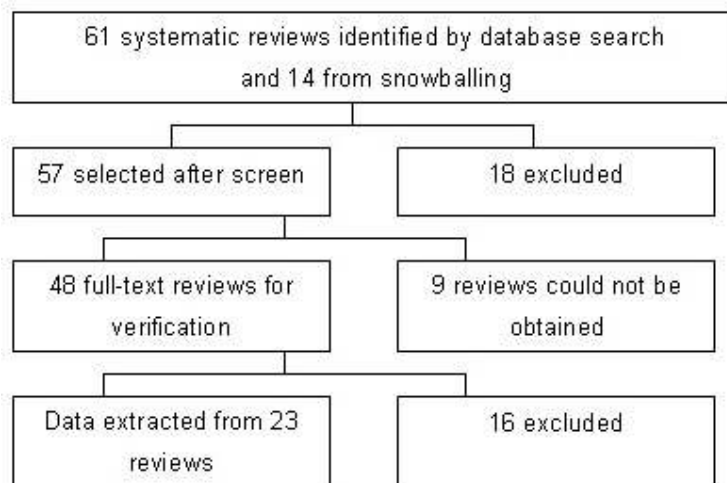 61 systematic reviews identified by database search
and 14 from snowballing
57 selected after screen
18 excluded
48 full-text reviews for
verification
9 reviews could not be
obtained
Data extracted from 23
reviews
16 excluded